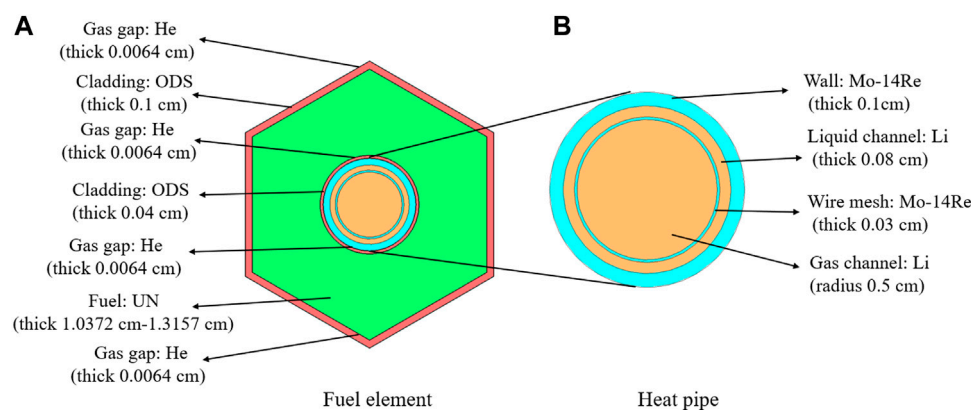 A
Gas gap: He
(thick 0.0064 cm)
Cladding: ODS
(thick 0.1 cm)
Gas gap: He
(thick 0.0064 cm)
Cladding: ODS
(thick 0.04 cm)
Gas gap: He
(thick 0.0064 cm)
Fuel: UN
(thick 1.0372 cm-1.3157 cm)
Gas gap: He
(thick 0.0064 cm)
Fuel element
B
Wall: Mo-14Re
(thick 0.1cm)
Liquid channel: Li
(thick 0.08 cm)
Wire mesh: Mo-14Re
(thick 0.03 cm)
Gas channel: Li
(radius 0.5 cm)
Heat pipe